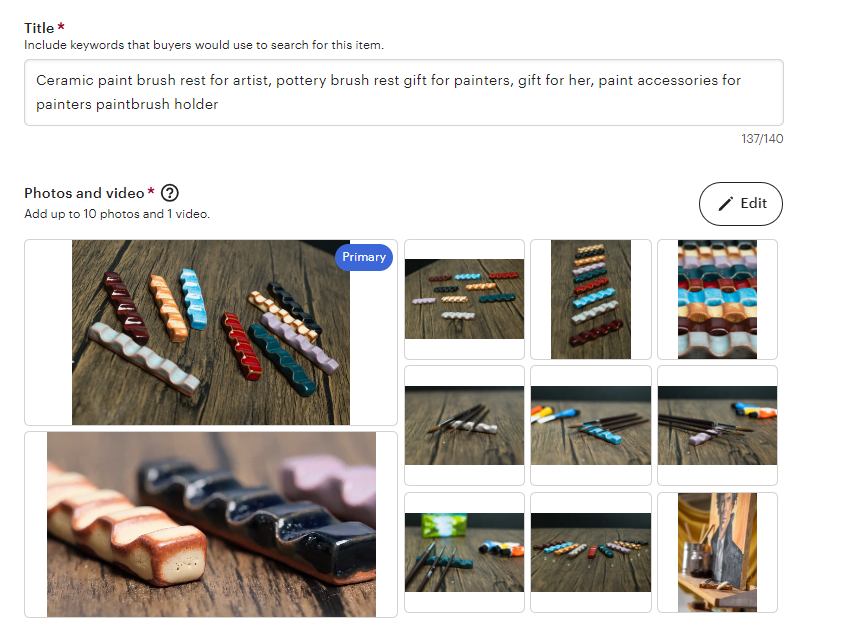 Title *
Include keywords that buyers would use to search for this item.
Ceramic paint brush rest for artist, pottery brush rest gift for painters, gift for her, paint accessories for
painters paintbrush holder
137/140
Photos and video * ?
Add up to 10 photos and 1 video.
Edit
Primary